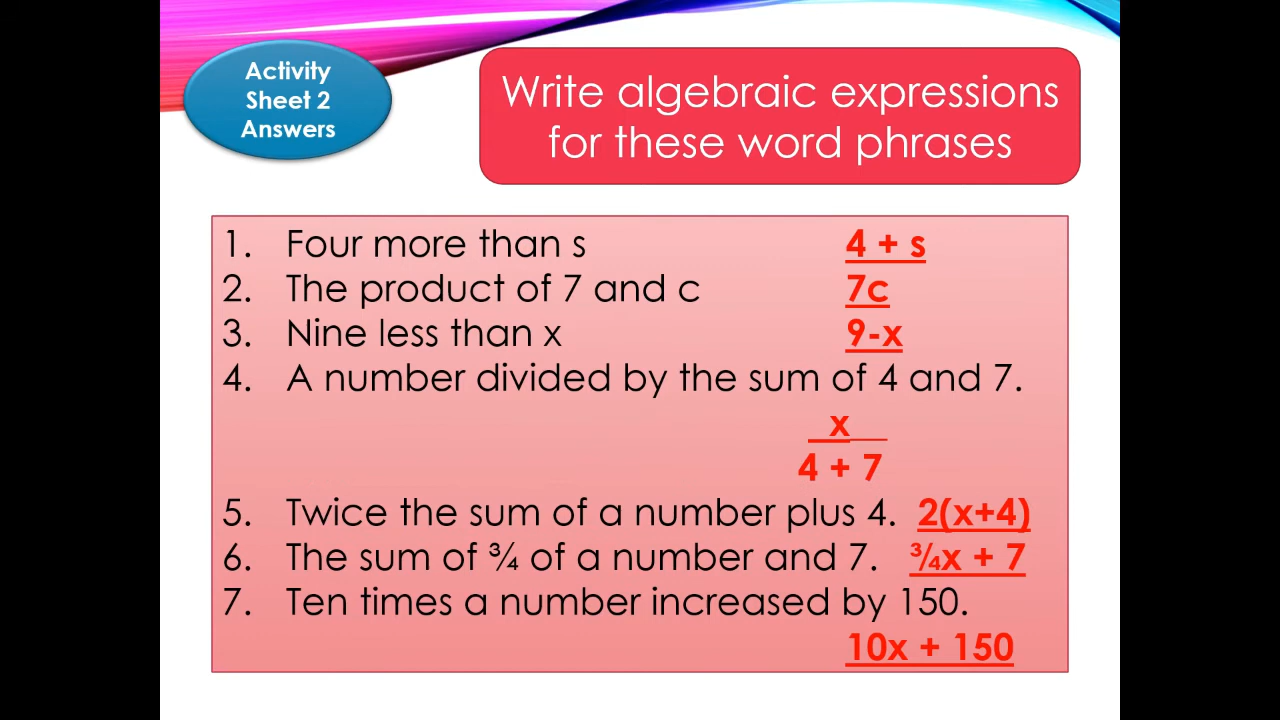 Activity
Sheet 2
Answers
Write algebraic expressions
for these word phrases
1. Four more than s 4 + s
2. The product of 7 and c 7c
3. Nine less than x 9-x
4. A number divided by the sum of 4 and 7.
x
4 + 7
5. Twice the sum of a number plus 4. 2(x+4)
6. The sum of ¾ of a number and 7. ¾x + 7
7. Ten times a number increased by 150.
10x + 150